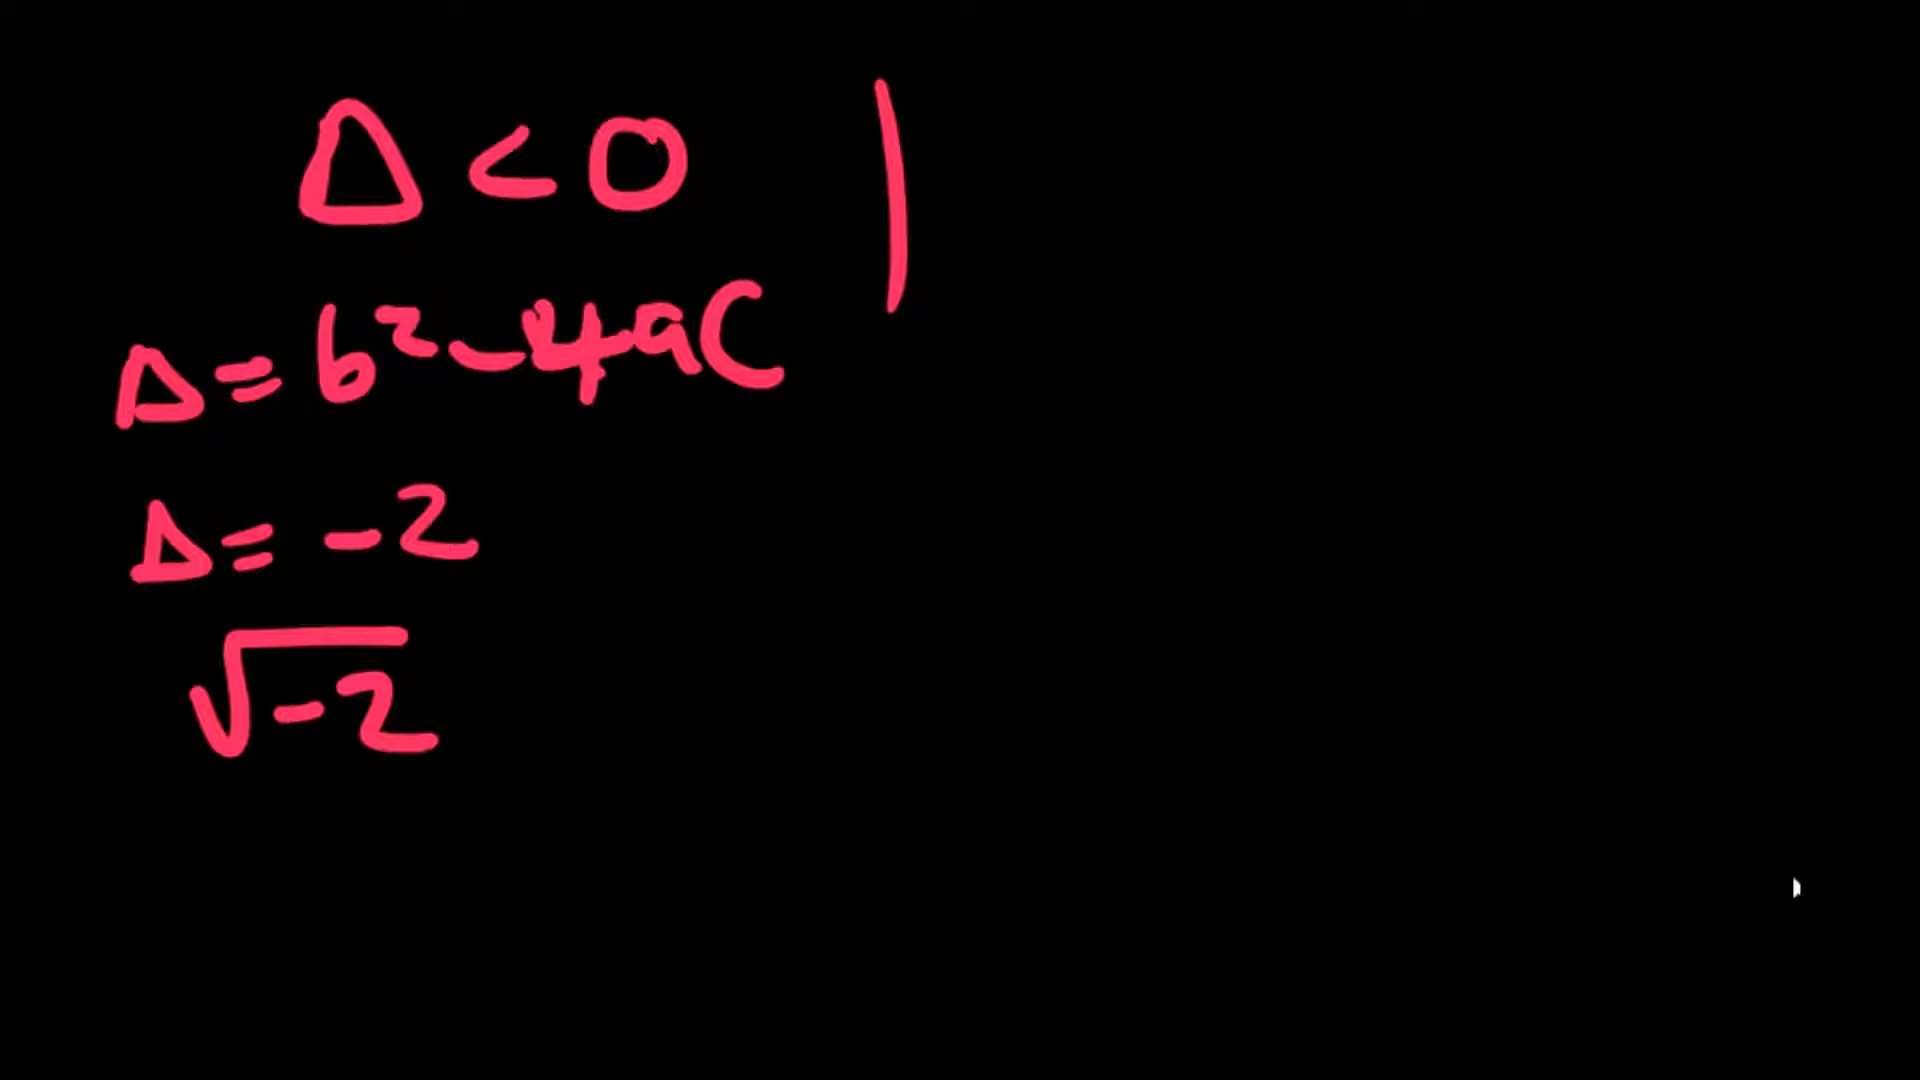 Δ < 0 |
Δ = b² - 4ac
Δ = -2
√-2